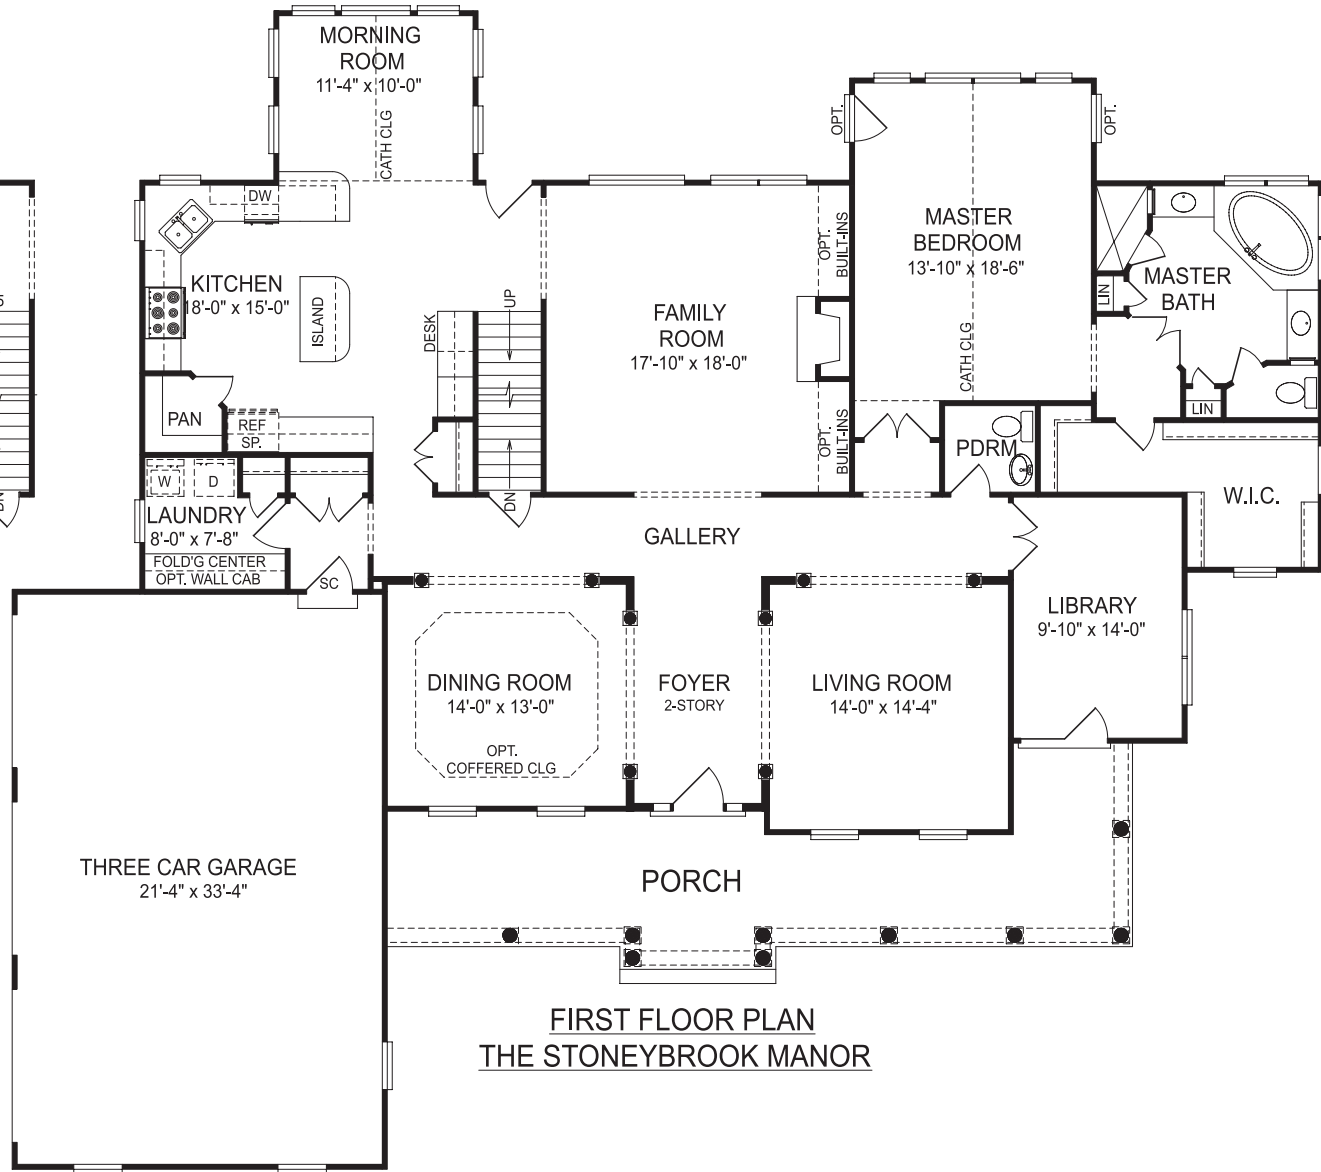 MORNING
ROOM
11'-4" x 10'-0"
CATH CLG
OPT.
OPT.
DW
KITCHEN
18'-0" x 15'-0"
ISLAND
DESK
UP
FAMILY
ROOM
17'-10" x 18'-0"
OPT.
BUILT-INS
OPT.
BUILT-INS
MASTER
BEDROOM
13'-10" x 18'-6"
CATH CLG
MASTER
BATH
LIN
LIN
PAN
REF
SP.
W
D
LAUNDRY
8'-0" x 7'-8"
FOLD'G CENTER
OPT. WALL CAB
SC
DN
DN
PDRM
W.I.C.
GALLERY
LIBRARY
9'-10" x 14'-0"
DINING ROOM
14'-0" x 13'-0"
OPT.
COFFERED CLG
FOYER
2-STORY
LIVING ROOM
14'-0" x 14'-4"
THREE CAR GARAGE
21'-4" x 33'-4"
PORCH
FIRST FLOOR PLAN
THE STONEYBROOK MANOR